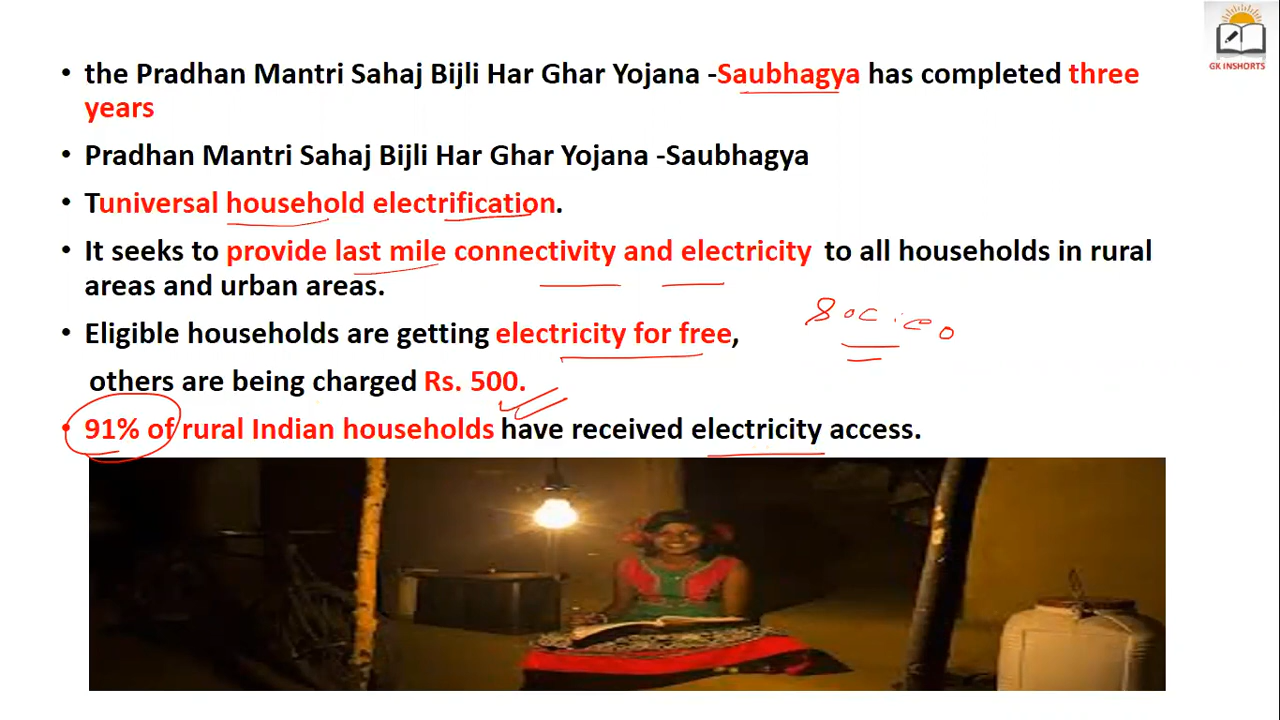 GK INSHORTS
• the Pradhan Mantri Sahaj Bijli Har Ghar Yojana -Saubhagya has completed three
years
• Pradhan Mantri Sahaj Bijli Har Ghar Yojana -Saubhagya
• Tuniversal household electrification.
• It seeks to provide last mile connectivity and electricity to all households in rural
areas and urban areas.
• Eligible households are getting electricity for free,
others are being charged Rs. 500.
• 91% of rural Indian households have received electricity access.